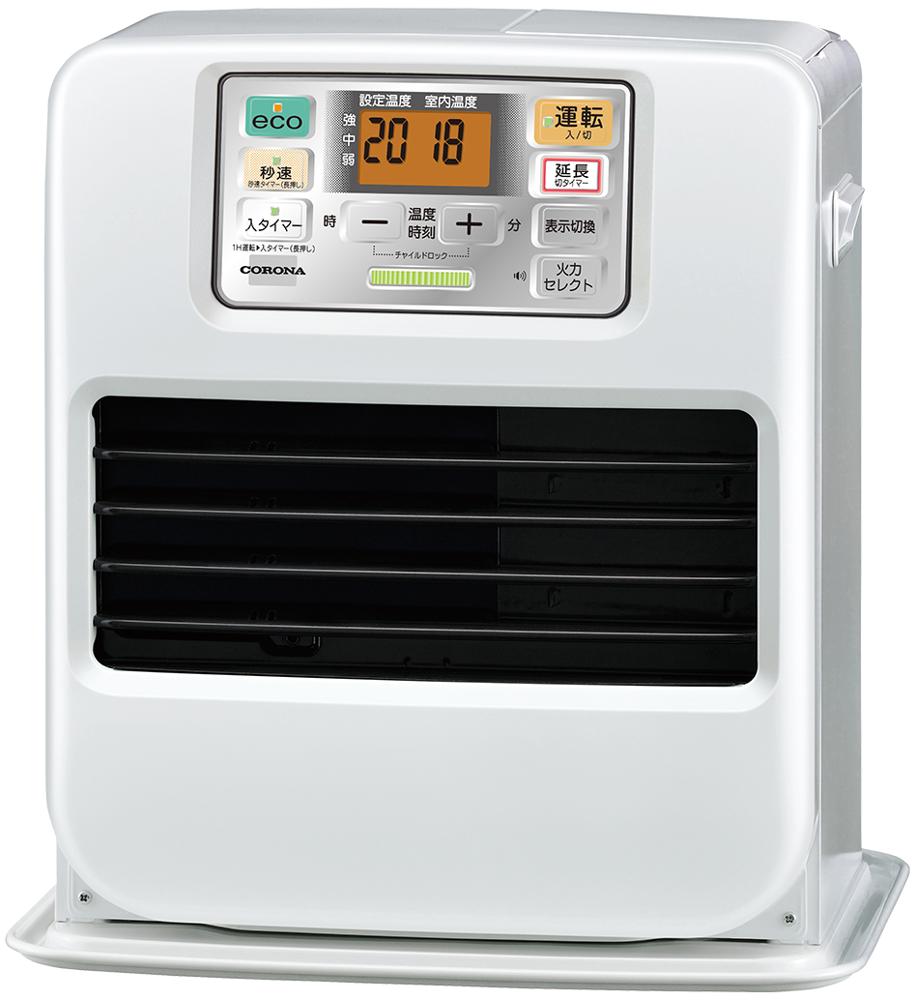 設定温度 室内温度
eco
強
中
弱
20 18
運転
入/切
秒速
秒速タイマー(長押し)
延長
切タイマー
入タイマー
1H運転▶入タイマー(長押し)
時
−
温度
時刻
+
分
表示切換
チャイルドロック
CORONA
火力
セレクト